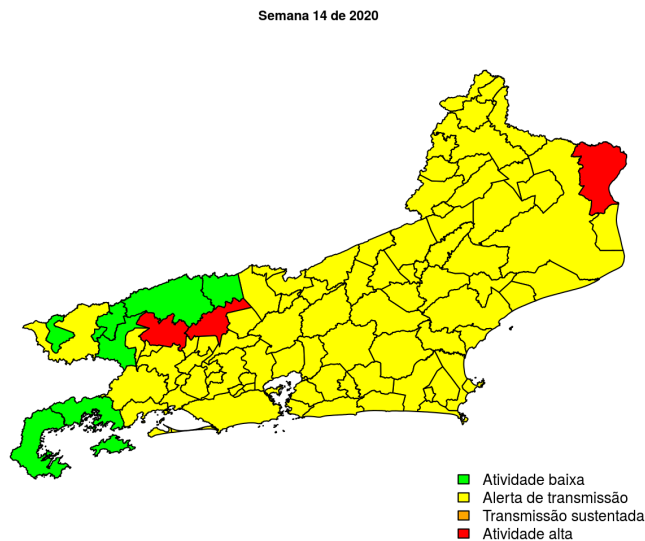 Semana 14 de 2020
Atividade baixa
Alerta de transmissão
Transmissão sustentada
Atividade alta